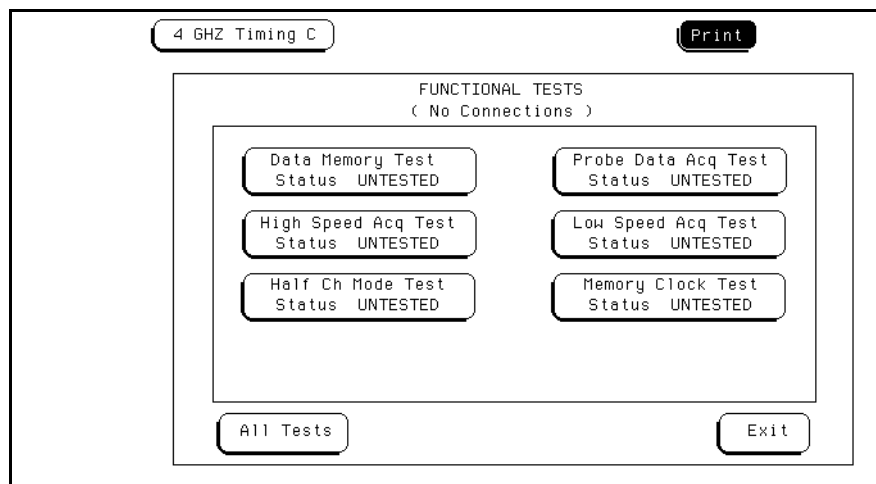 4 GHZ Timing C
Print
FUNCTIONAL TESTS
( No Connections )
Data Memory Test
Status UNTESTED
Probe Data Acq Test
Status UNTESTED
High Speed Acq Test
Status UNTESTED
Low Speed Acq Test
Status UNTESTED
Half Ch Mode Test
Status UNTESTED
Memory Clock Test
Status UNTESTED
All Tests
Exit